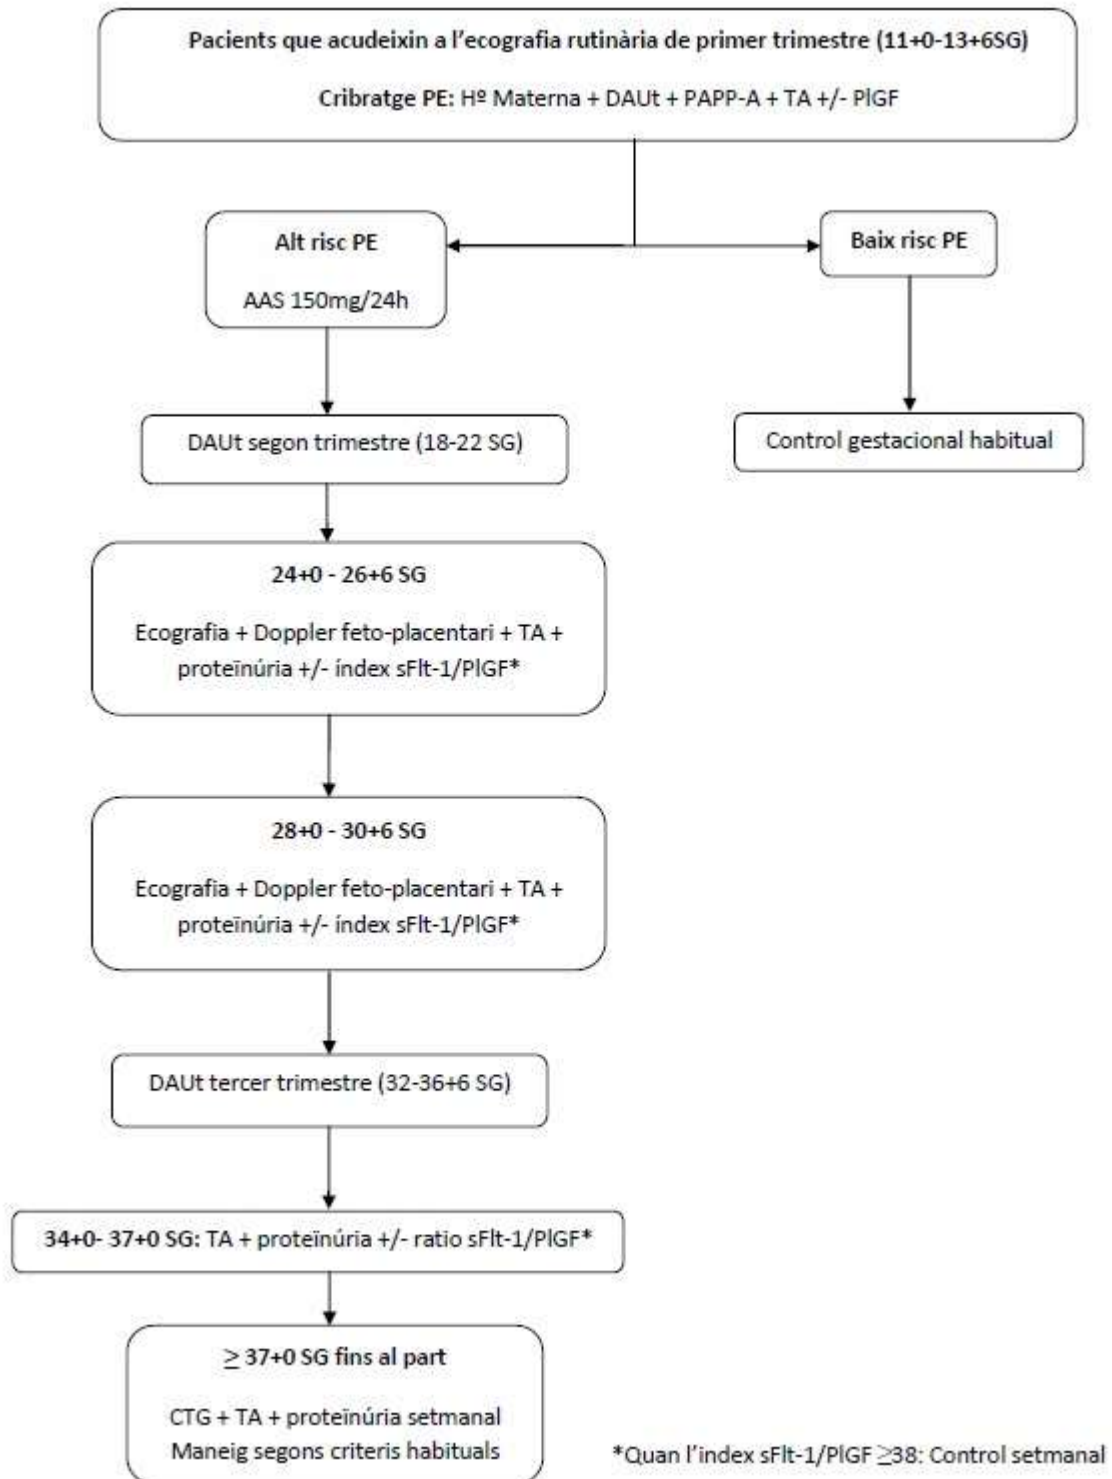 Pacients que acudeixin a l'ecografia rutinària de primer trimestre (11+0-13+6SG)
Cribratge PE: Hº Materna + DAUt + PAPP-A + TA +/- PlGF
Alt risc PE
AAS 150mg/24h
Baix risc PE
DAUt segon trimestre (18-22 SG)
Control gestacional habitual
24+0 - 26+6 SG
Ecografia + Doppler feto-placentari + TA +
proteïnúria +/- índex sFlt-1/PlGF*
28+0 - 30+6 SG
Ecografia + Doppler feto-placentari + TA +
proteïnúria +/- índex sFlt-1/PlGF*
DAUt tercer trimestre (32-36+6 SG)
34+0- 37+0 SG: TA + proteïnúria +/- ratio sFlt-1/PlGF*
≥ 37+0 SG fins al part
CTG + TA + proteïnúria setmanal
Maneig segons criteris habituals
*Quan l'índex sFlt-1/PlGF ≥38: Control setmanal